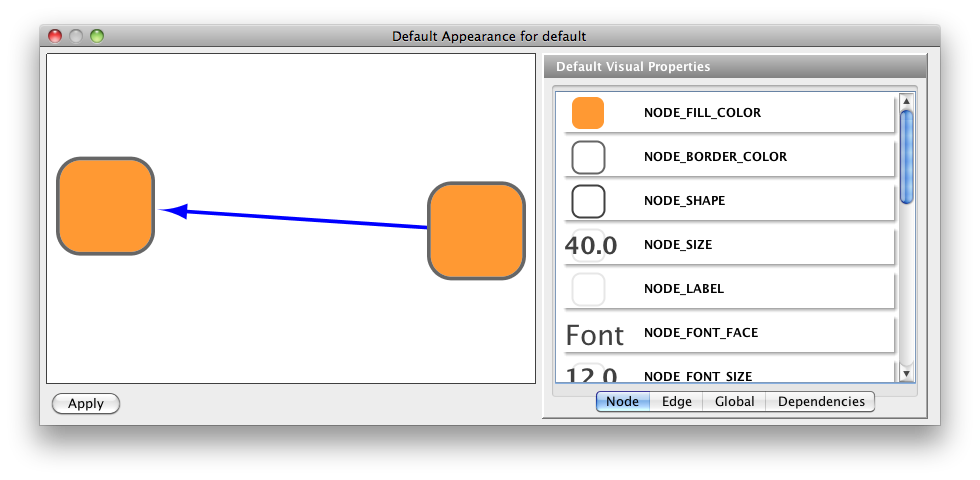 Default Appearance for default
Default Visual Properties
NODE_FILL_COLOR
NODE_BORDER_COLOR
NODE_SHAPE
40.0 NODE_SIZE
NODE_LABEL
Font NODE_FONT_FACE
12.0 NODE_FONT_SIZE
Apply
Node Edge Global Dependencies